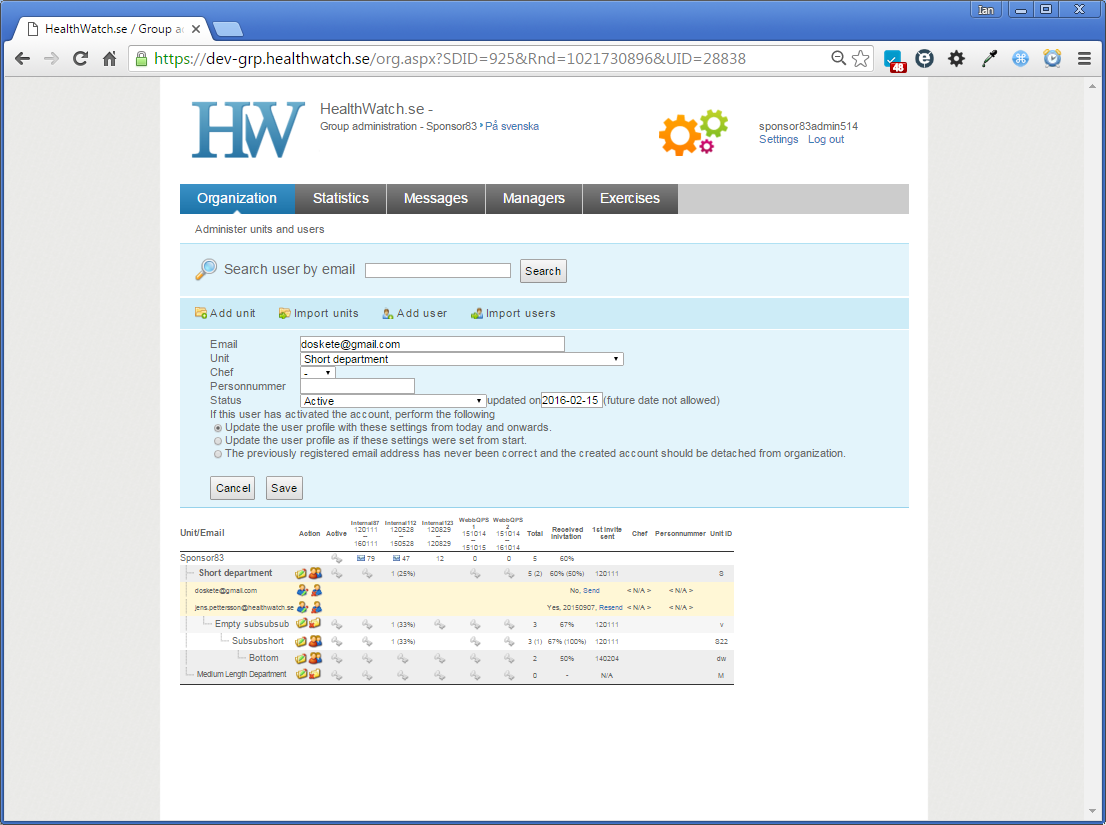 Ian
HealthWatch.se / Group a
https://dev-grp.healthwatch.se/org.aspx?SDID=925&Rnd=1021730896&UID=28838
48
HW
HealthWatch.se -
Group administration - Sponsor83 På svenska
sponsor83admin514
Settings Log out
Organization Statistics Messages Managers Exercises
Administer units and users
Search user by email Search
Add unit Import units Add user Import users
Email doskete@gmail.com
Unit Short department
Chef -
Personnummer
Status Active updated on 2016-02-15 (future date not allowed)
If this user has activated the account, perform the following
Update the user profile with these settings from today and onwards.
Update the user profile as if these settings were set from start.
The previously registered email address has never been correct and the created account should be detached from organization.
Cancel Save
Unit/Email Action Active Internal87 120111 – 160111 Internal112 120528 – 150528 Internal123 120829 – 120829 WebbQPS 1 151014 – 151015 WebbQPS 2 151014 – 161014 Total Received inivtation 1st invite sent Chef Personnummer Unit ID
Sponsor83 79 47 12 0 0 5 60%
Short department 1 (25%) 5 (2) 60% (50%) 120111 S
doskete@gmail.com No, Send < N/A > < N/A >
jens.pettersson@healthwatch.se Yes, 20150907, Resend < N/A > < N/A >
Empty subsubsub 1 (33%) 3 67% 120111 v
Subsubshort 1 (33%) 3 (1) 67% (100%) 120111 S22
Bottom 2 50% 140204 dw
Medium Length Department 0 - N/A M